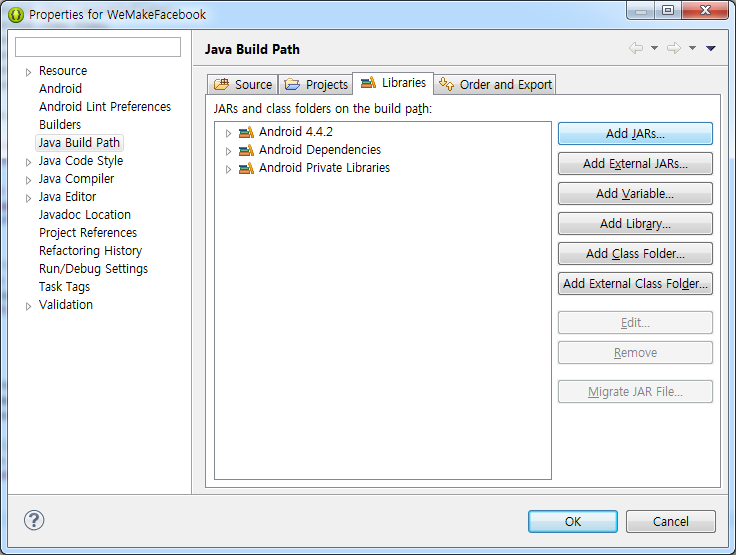 Properties for WeMakeFacebook
Resource
Android
Android Lint Preferences
Builders
Java Build Path
Java Code Style
Java Compiler
Java Editor
Javadoc Location
Project References
Refactoring History
Run/Debug Settings
Task Tags
Validation
Java Build Path
Source Projects Libraries Order and Export
JARs and class folders on the build path:
Android 4.4.2
Android Dependencies
Android Private Libraries
Add JARs...
Add External JARs...
Add Variable...
Add Library...
Add Class Folder...
Add External Class Folder...
Edit...
Remove
Migrate JAR File...
?
OK Cancel